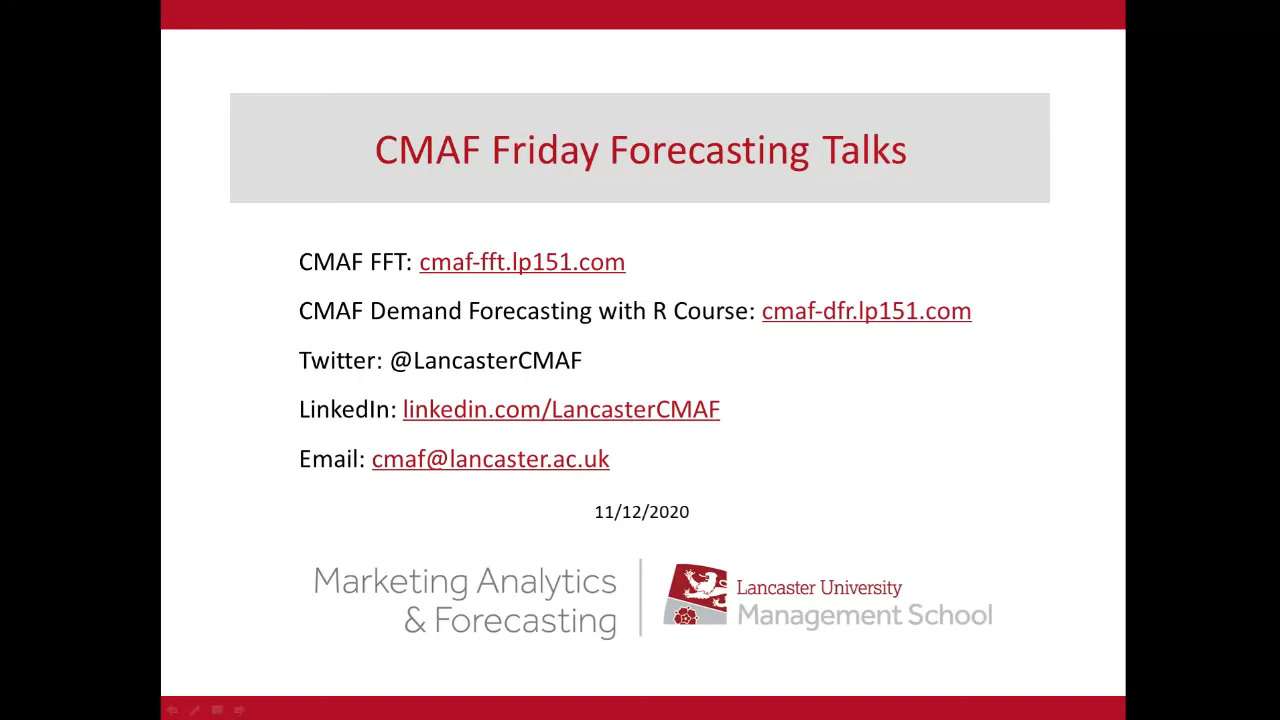 CMAF Friday Forecasting Talks
CMAF FFT: cmaf-fft.lp151.com
CMAF Demand Forecasting with R Course: cmaf-dfr.lp151.com
Twitter: @LancasterCMAF
LinkedIn: linkedin.com/LancasterCMAF
Email: cmaf@lancaster.ac.uk
11/12/2020
Marketing Analytics
& Forecasting
Lancaster University
Management School